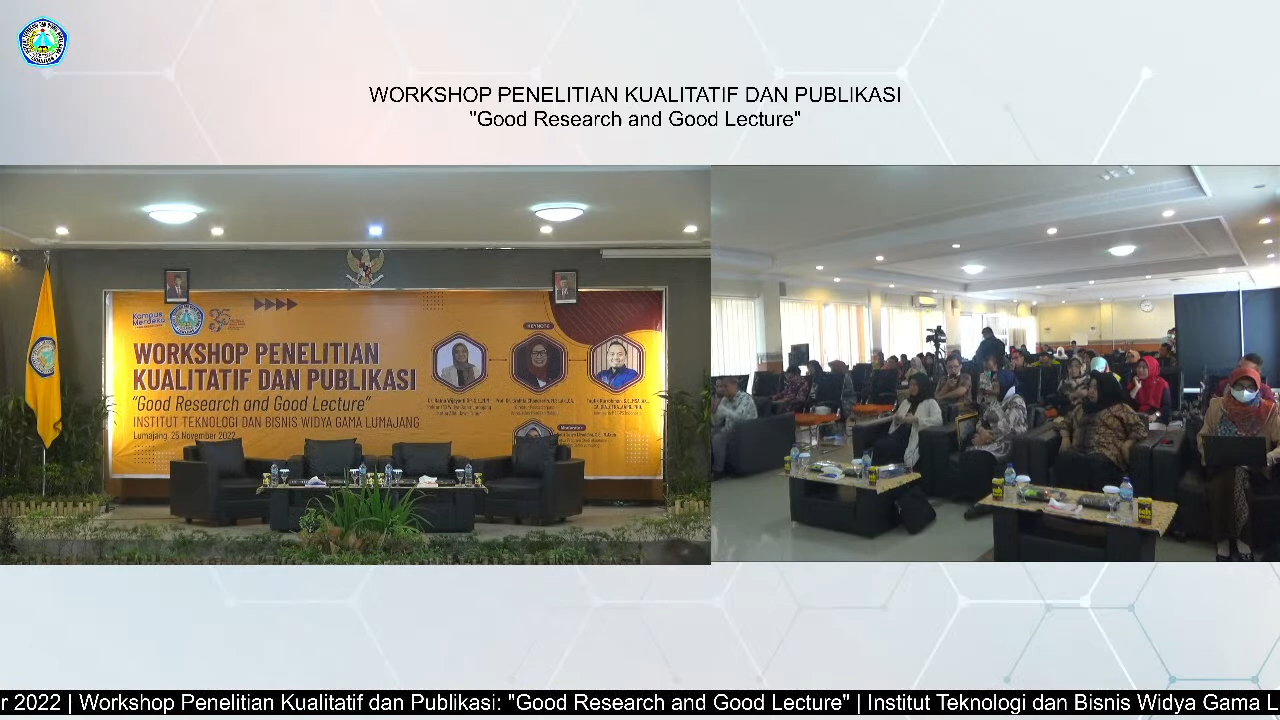 WORKSHOP PENELITIAN KUALITATIF DAN PUBLIKASI
"Good Research and Good Lecture"
Kampus
Merdeka
35
KEYNOTE
WORKSHOP PENELITIAN
KUALITATIF DAN PUBLIKASI
“Good Research and Good Lecture”
INSTITUT TEKNOLOGI DAN BISNIS WIDYA GAMA LUMAJANG
Lumajang, 25 November 2022
Moderator
r 2022 | Workshop Penelitian Kualitatif dan Publikasi: "Good Research and Good Lecture" | Institut Teknologi dan Bisnis Widya Gama L